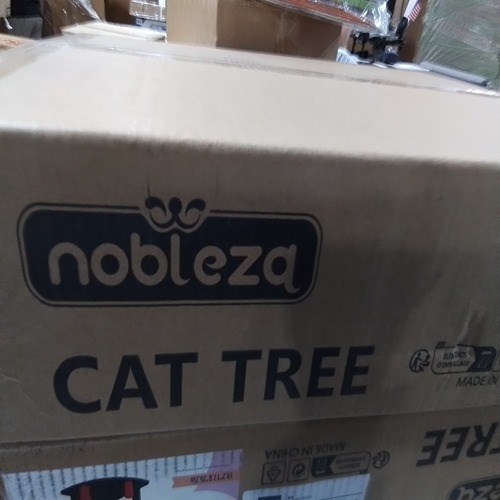 nobleza
CAT TREE
MADE IN
MADE IN CHINA
TREE